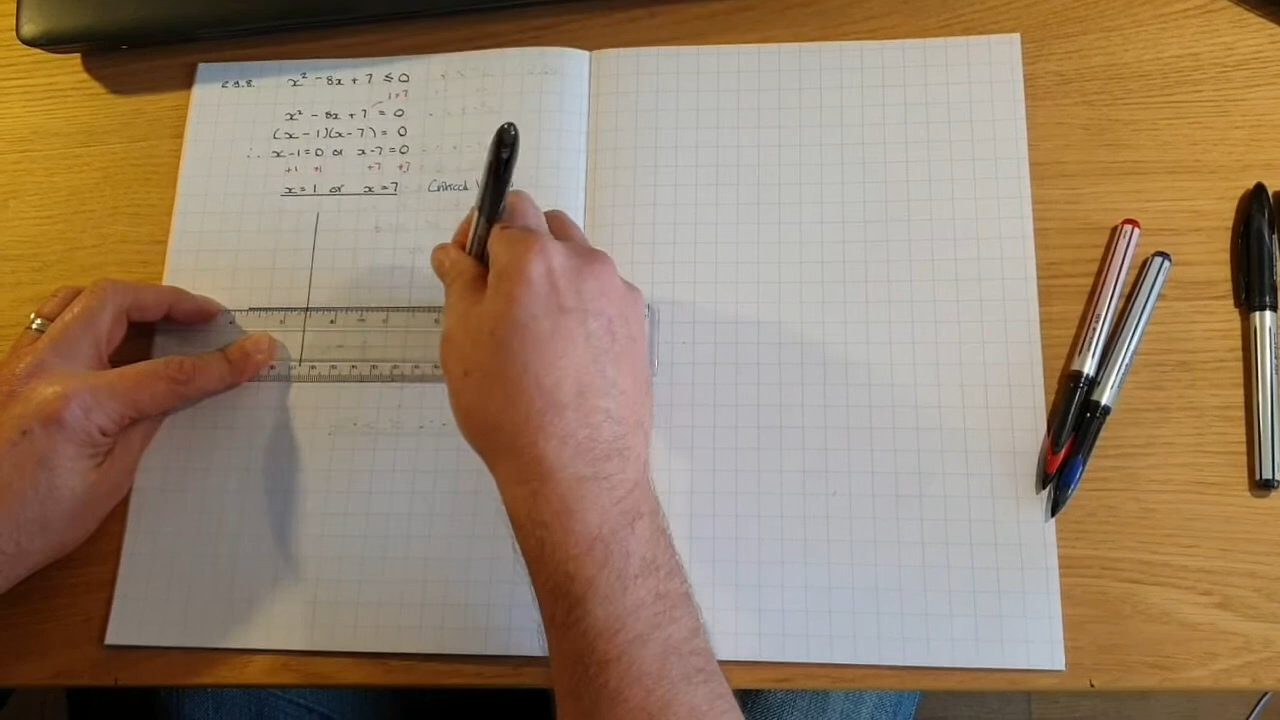 e.g.8. x² - 8x + 7 ≤ 0
1×7
x² - 8x + 7 = 0
(x - 1)(x - 7) = 0
∴ x - 1 = 0 or x - 7 = 0
+1 +1 +7 +7
x = 1 or x = 7 Critical